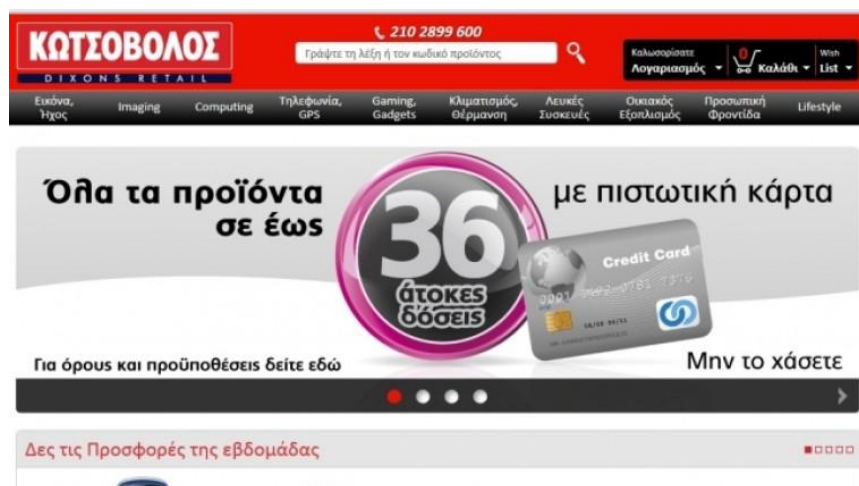 210 2899 600
ΚΩΤΣΟΒΟΛΟΣ
DIXONS RETAIL
Γράψτε τη λέξη ή τον κωδικό προϊόντος
Καλωσορίσατε
Λογαριασμός
0
Καλάθι
Wish
List
Εικόνα,
Ήχος
Imaging
Computing
Τηλεφωνία,
GPS
Gaming,
Gadgets
Κλιματισμός,
Θέρμανση
Λευκές
Συσκευές
Οικιακός
Εξοπλισμός
Προσωπική
Φροντίδα
Lifestyle
Όλα τα προϊόντα
σε έως
36
άτοκες
δόσεις
με πιστωτική κάρτα
Credit Card
Για όρους και προϋποθέσεις δείτε εδώ
Μην το χάσετε
Δες τις Προσφορές της εβδομάδας